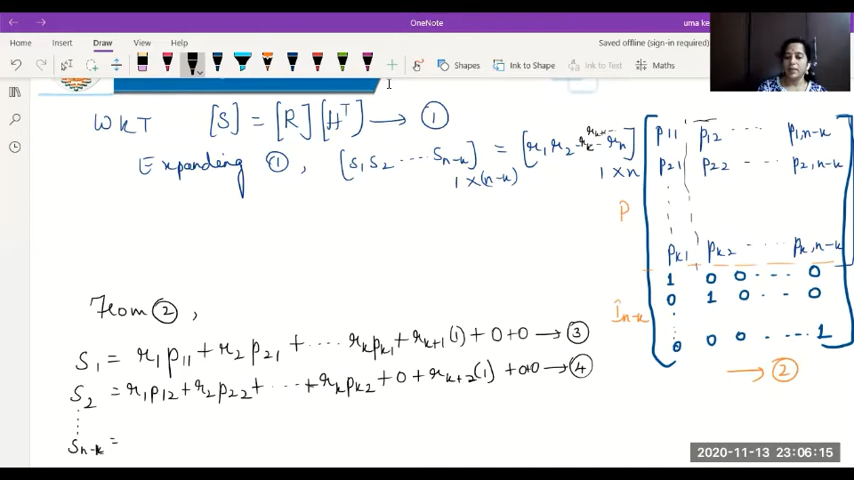 OneNote
uma ke
Home Insert Draw View Help
Saved offline (sign-in required)
Shapes Ink to Shape Ink to Text Maths
WKT [S] = [R] [Hᵀ] → ①
Expanding ①, [s₁ s₂ ⋯ sₙ₋ₖ] = [r₁ r₂ ⋯ rₖ rₖ₊₁ ⋯ rₙ]
1×(n-k) 1×n
P
p11 p12 ⋯ p1,n-k
p21 p22 ⋯ p2,n-k
pk1 pk2 ⋯ pk,n-k
Iₙ₋ₖ
1 0 0 ⋯ 0
0 1 0 ⋯ 0
0 0 0 ⋯ 1
→ ②
From ②,
S₁ = r₁p₁₁ + r₂p₂₁ + ⋯ rₖpₖ₁ + rₖ₊₁(1) + 0+0 → ③
S₂ = r₁p₁₂ + r₂p₂₂ + ⋯ + rₖpₖ₂ + 0 + rₖ₊₂(1) + 0+0 → ④
Sₙ₋ₖ =
2020-11-13 23:06:15